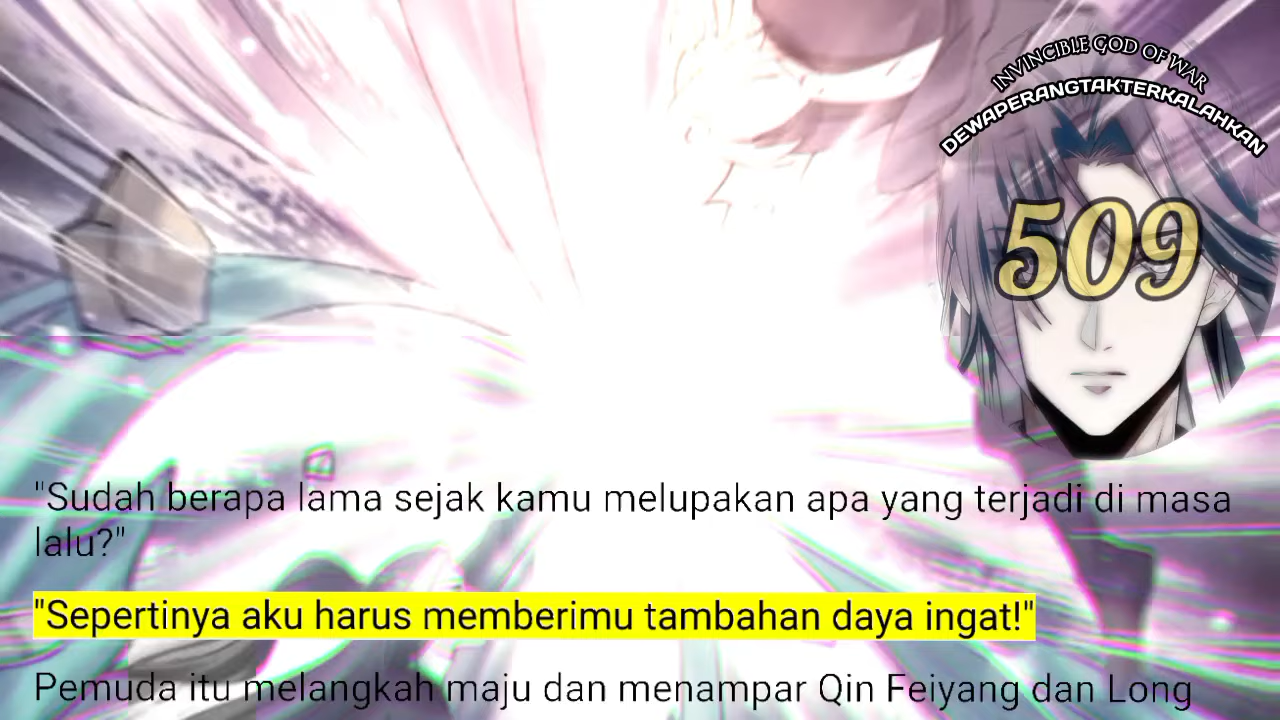 INVINCIBLE GOD OF WAR
DEWAPERANGTAKTERKALAHKAN
509
"Sudah berapa lama sejak kamu melupakan apa yang terjadi di masa
lalu?"
"Sepertinya aku harus memberimu tambahan daya ingat!"
Pemuda itu melangkah maju dan menampar Qin Feiyang dan Long